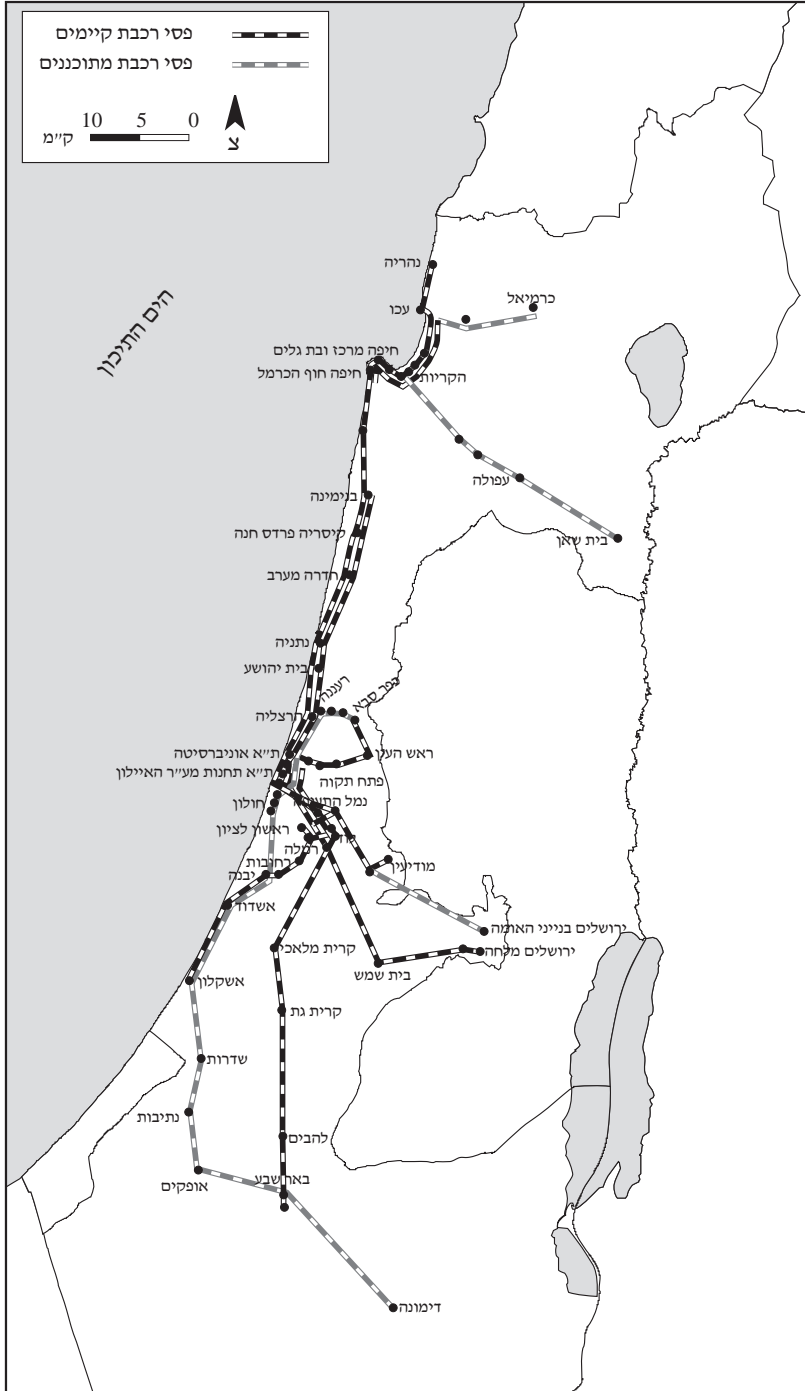 פסי רכבת קיימים
פסי רכבת מתוכננים
10 5 0
ק״מ
צ
הים התיכון
נהריה
כרמיאל
עכו
חיפה מרכז ובת גלים
חיפה חוף הכרמל
הקריות
עפולה
בנימינה
קיסריה פרדס חנה
בית שאן
חדרה מערב
נתניה
בית יהושע
רעננה
כפר סבא
הרצליה
ת״א אוניברסיטה
ראש העין
ת״א תחנות מע״ר האיילון
פתח תקוה
נמל התעופה
חולון
ראשון לציון
לוד
רמלה
רחובות
מודיעין
יבנה
אשדוד
ירושלים בנייני האומה
קרית מלאכי
ירושלים מלחה
בית שמש
אשקלון
קרית גת
שדרות
נתיבות
להבים
באר שבע
אופקים
דימונה